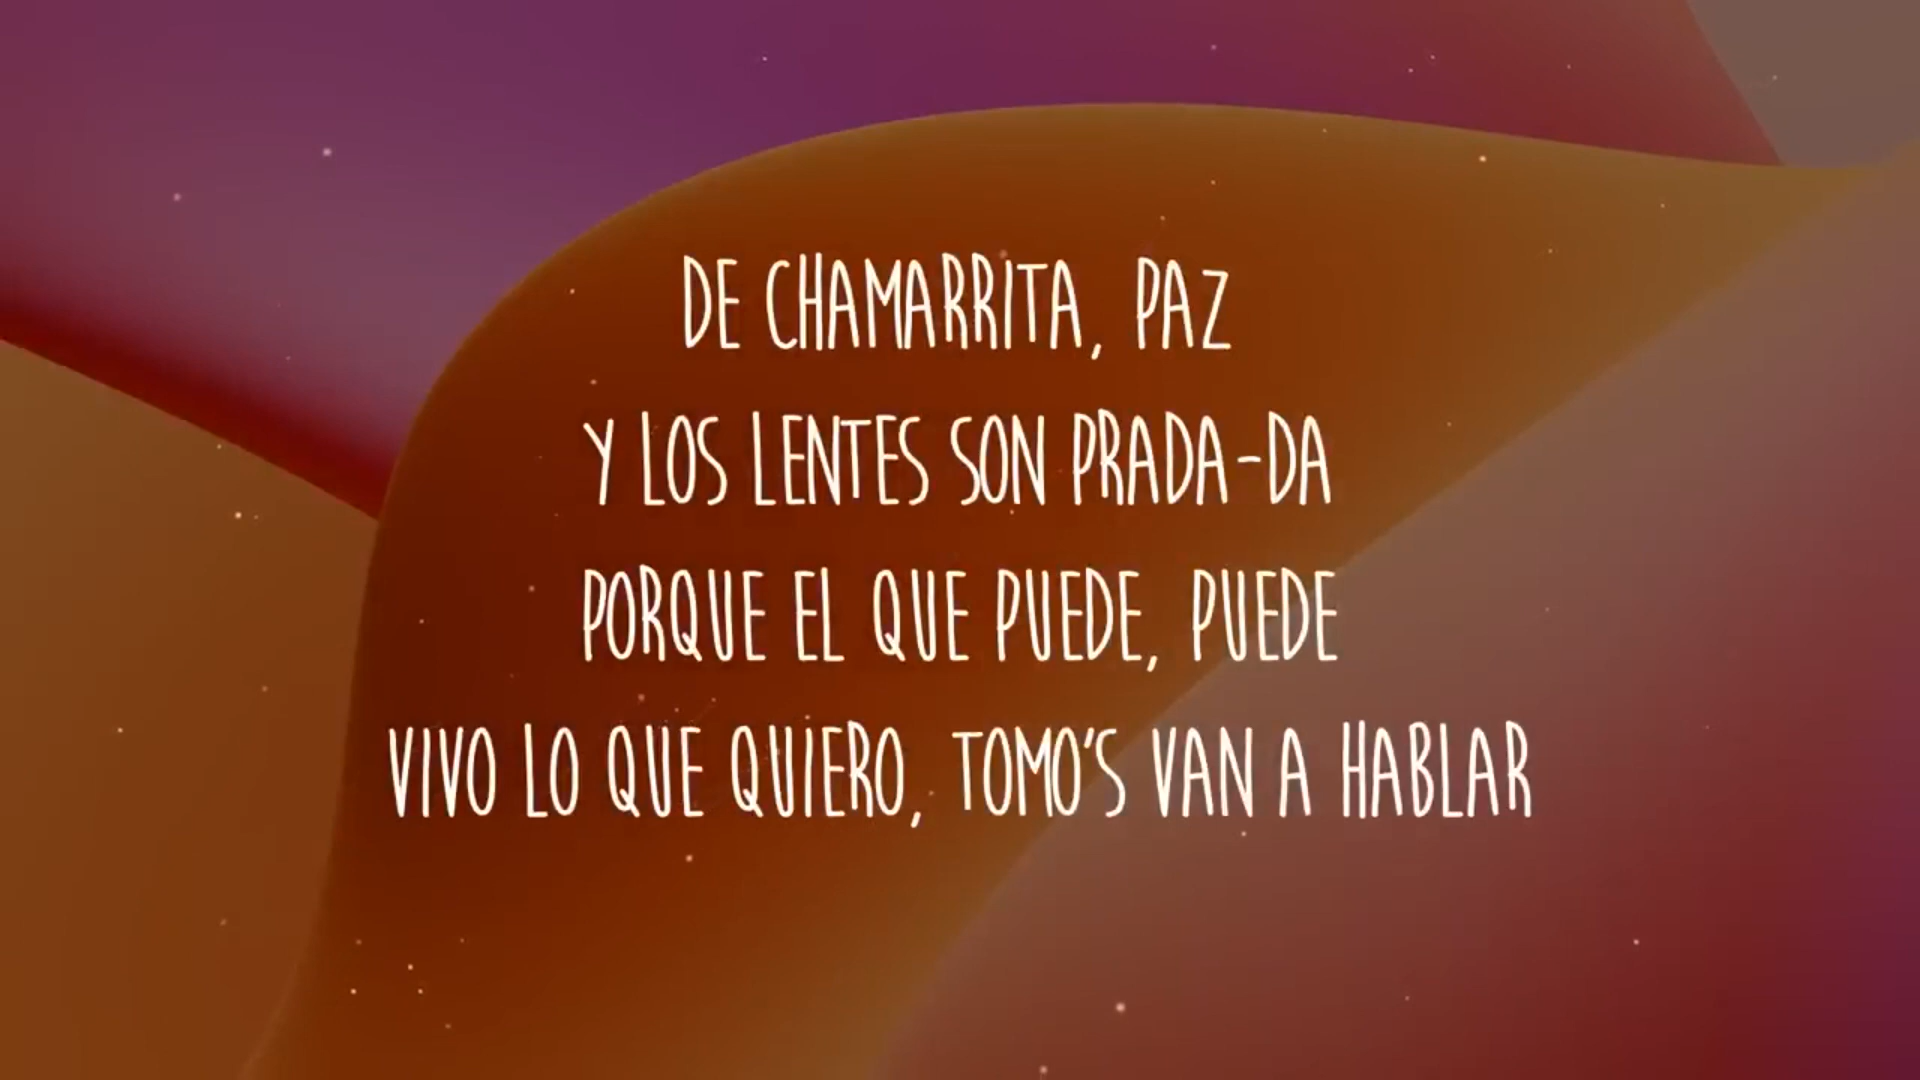 DE CHAMARRITA, PAZ
Y LOS LENTES SON PRADA-DA
PORQUE EL QUE PUEDE, PUEDE
VIVO LO QUE QUIERO, TOMO'S VAN A HABLAR